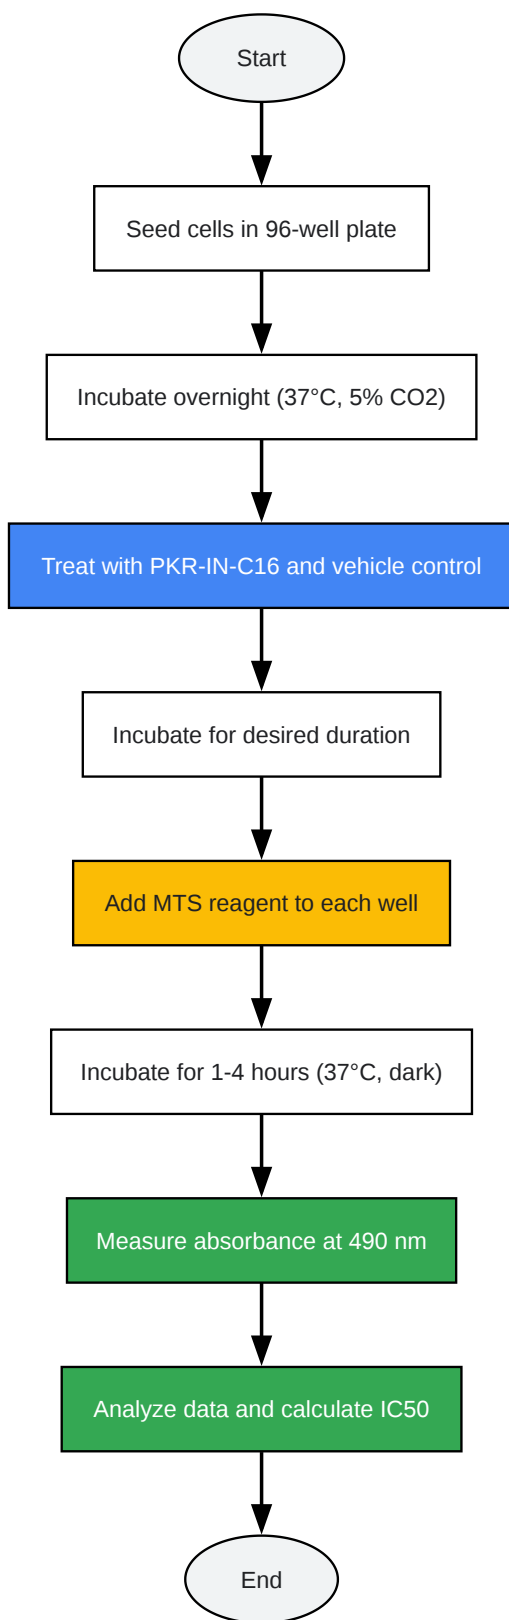 Start
Seed cells in 96-well plate
Incubate overnight (37°C, 5% CO2)
Treat with PKR-IN-C16 and vehicle control
Incubate for desired duration
Add MTS reagent to each well
Incubate for 1-4 hours (37°C, dark)
Measure absorbance at 490 nm
Analyze data and calculate IC50
End